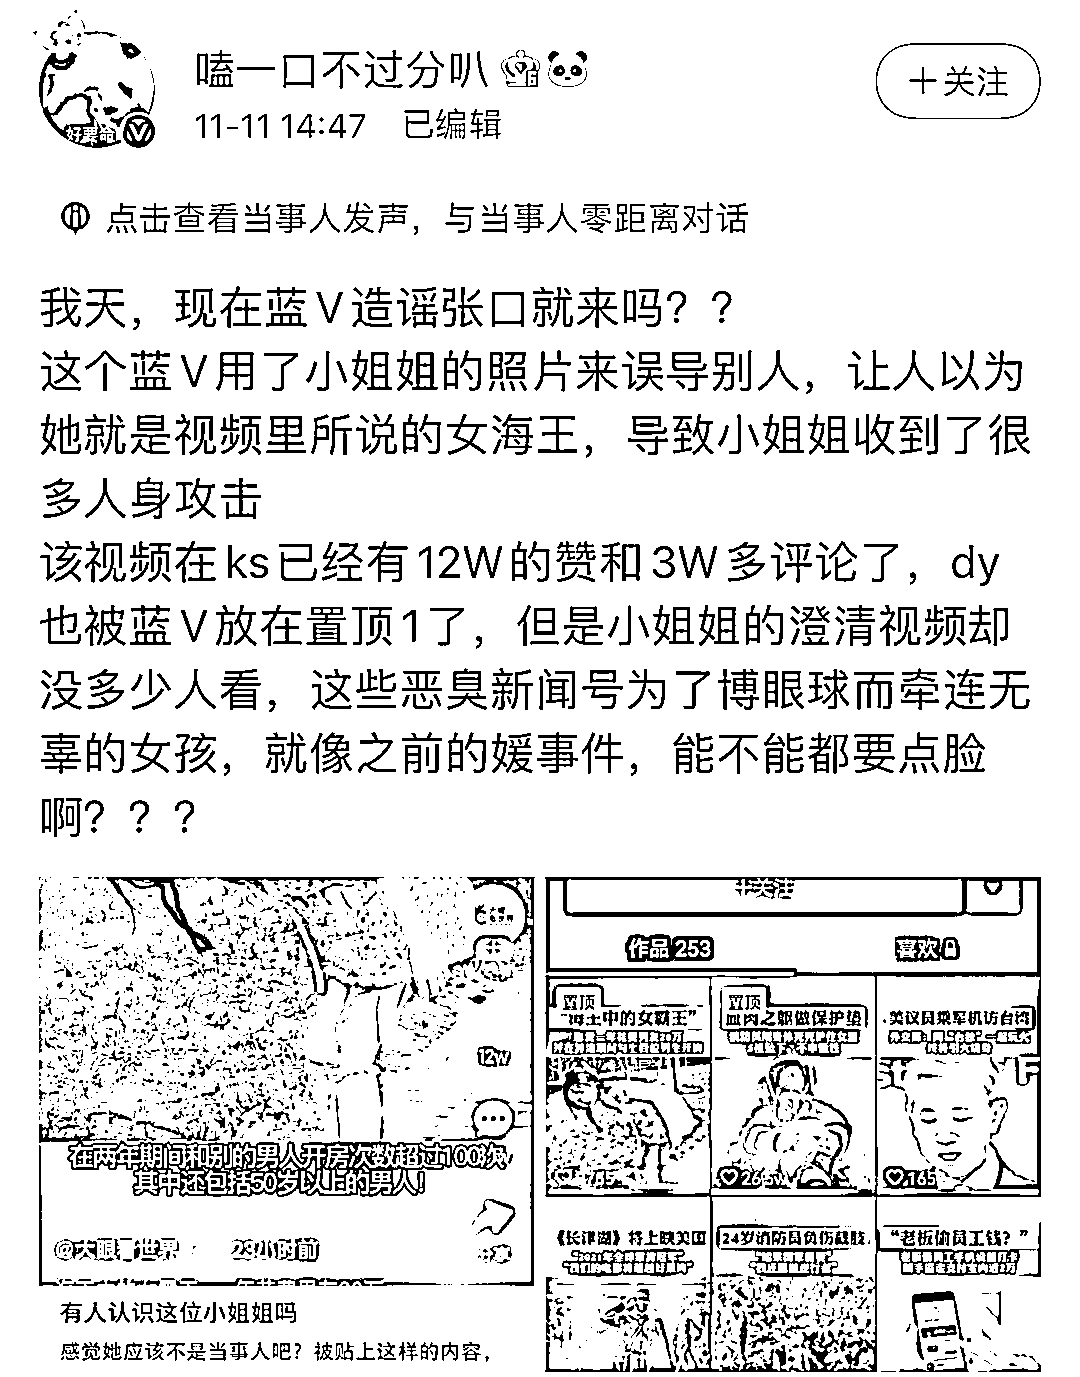 嗑一口不过分叭
+关注
11-11 14:47 已编辑
好要命
点击查看当事人发声，与当事人零距离对话
我天，现在蓝V造谣张口就来吗？？
这个蓝V用了小姐姐的照片来误导别人，让人以为
她就是视频里所说的女海王，导致小姐姐收到了很
多人身攻击
该视频在ks已经有12W的赞和3W多评论了，dy
也被蓝V放在置顶1了，但是小姐姐的澄清视频却
没多少人看，这些恶臭新闻号为了博眼球而牵连无
辜的女孩，就像之前的媛事件，能不能都要点脸
啊？？？
12W
在两年期间和别的男人开房次数超过100次
其中还包括50岁以上的男人！
@大眼看世界 23小时前
有人认识这位小姐姐吗
感觉她应该不是当事人吧？被贴上这样的内容，
+关注
作品 253
喜欢
置顶
"海王中的女霸王"
置顶
血肉之躯做保护垫
美议员乘军机访台湾
165
《长津湖》将上映美国
24岁消防员负伤截肢
"老板偷员工钱？"